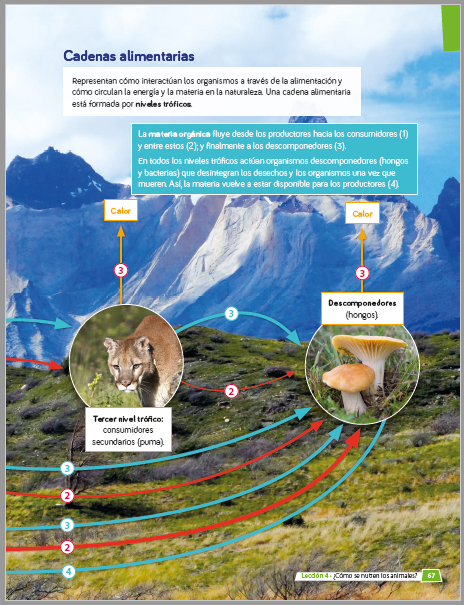 Cadenas alimentarias
Representan cómo interactúan los organismos a través de la alimentación y
cómo circulan la energía y la materia en la naturaleza. Una cadena alimentaria
está formada por niveles tróficos.
La materia orgánica fluye desde los productores hacia los consumidores (1)
y entre estos (2); y finalmente a los descomponedores (3).
En todos los niveles tróficos actúan organismos descomponedores (hongos
y bacterias) que desintegran los desechos y los organismos una vez que
mueren. Así, la materia vuelve a estar disponible para los productores (4).
Calor
Calor
3
3
Descomponedores
(hongos).
3
2
Tercer nivel trófico:
consumidores
secundarios (puma).
3
2
3
2
4
Lección 4 • ¿Cómo se nutren los animales? 67